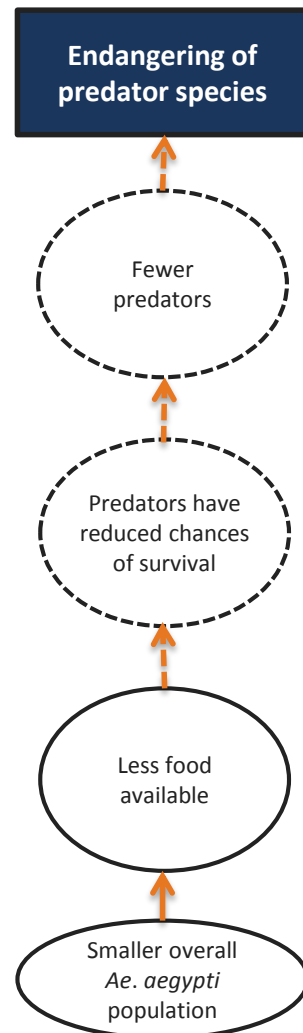 Endangering of
predator species
Fewer
predators
Predators have
reduced chances
of survival
Less food
available
Smaller overall
Ae. aegypti
population